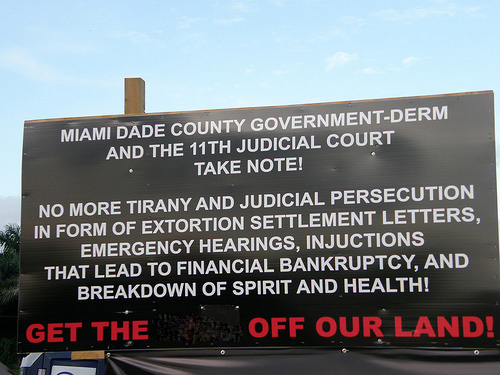 MIAMI DADE COUNTY GOVERNMENT-DERM
AND THE 11TH JUDICIAL COURT
TAKE NOTE!
NO MORE TIRANY AND JUDICIAL PERSECUTION
IN FORM OF EXTORTION SETTLEMENT LETTERS,
EMERGENCY HEARINGS, INJUCTIONS
THAT LEAD TO FINANCIAL BANKRUPTCY, AND
BREAKDOWN OF SPIRIT AND HEALTH!
GET THE OFF OUR LAND!